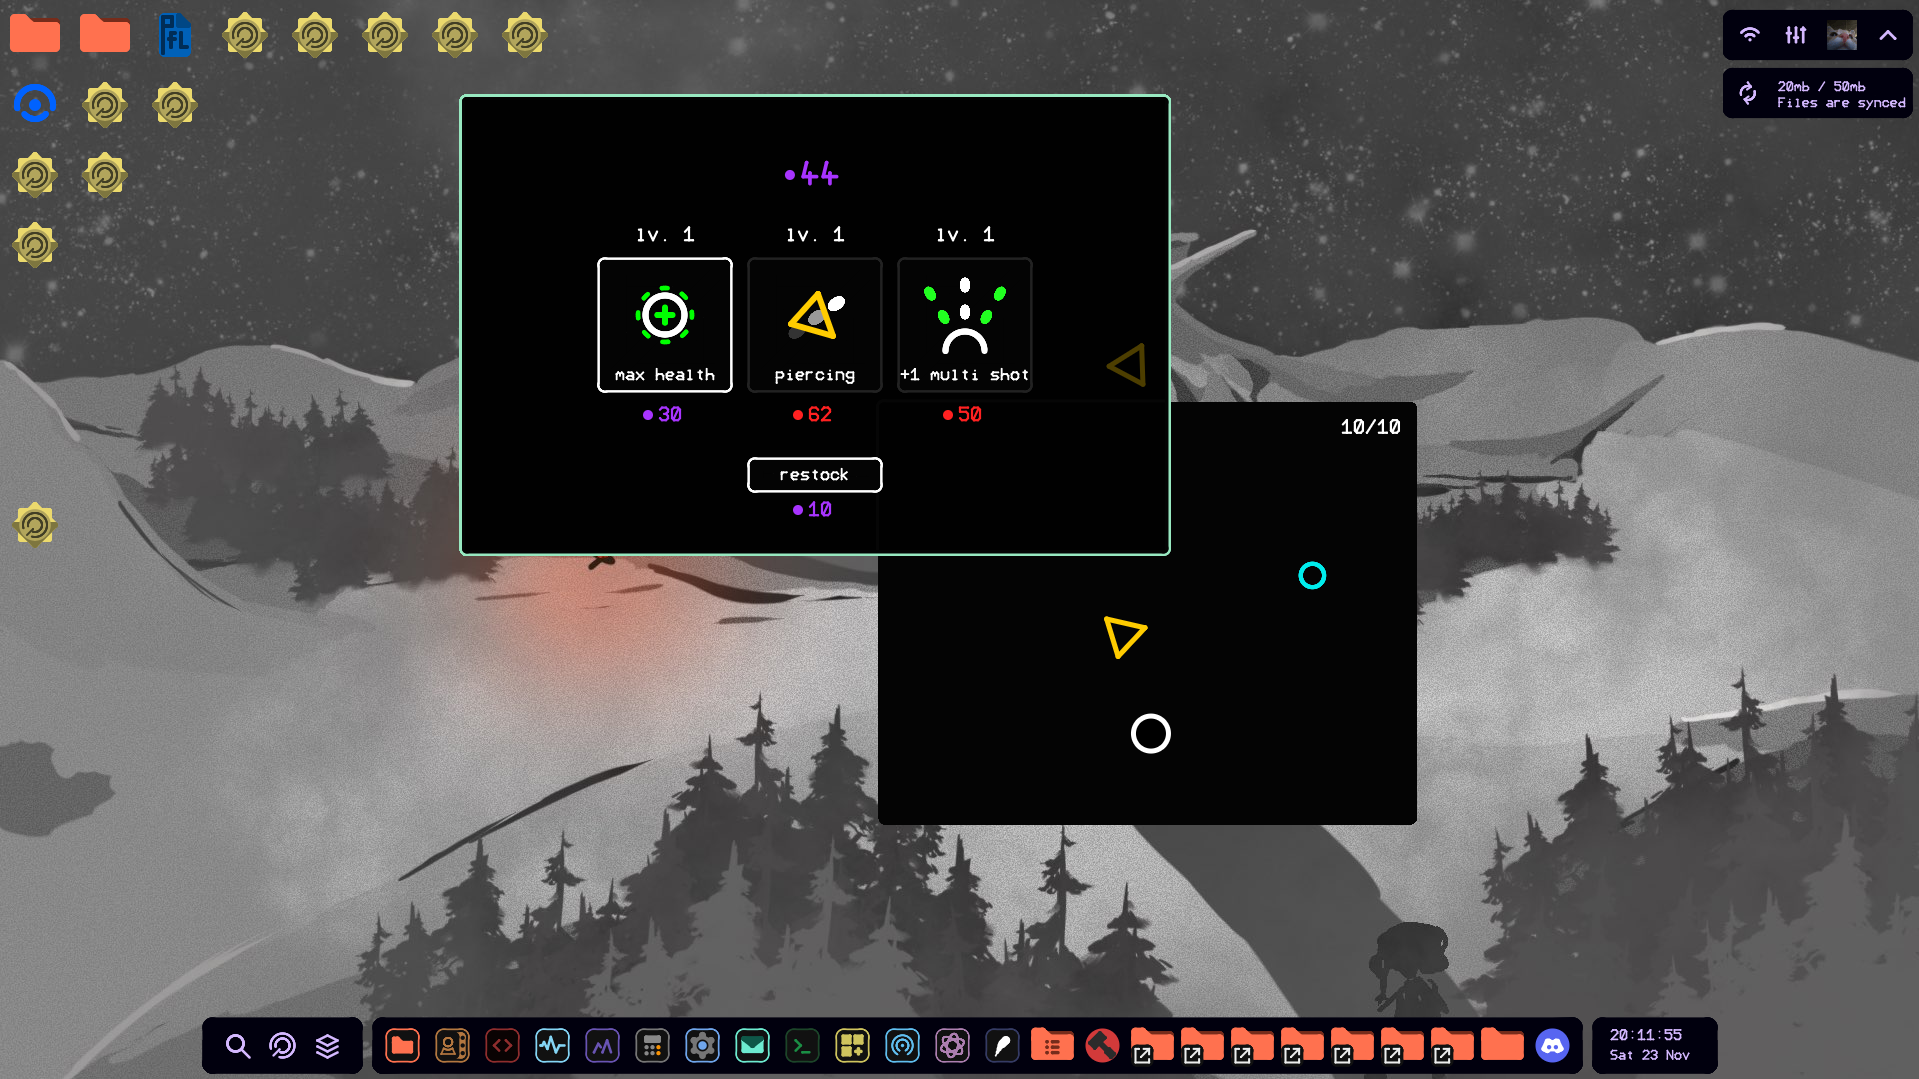 fL
20mb / 50mb
Files are synced
44
lv. 1
lv. 1
lv. 1
max health
piercing
+1 multi shot
30
62
50
restock
10
10/10
20:11:55
Sat 23 Nov